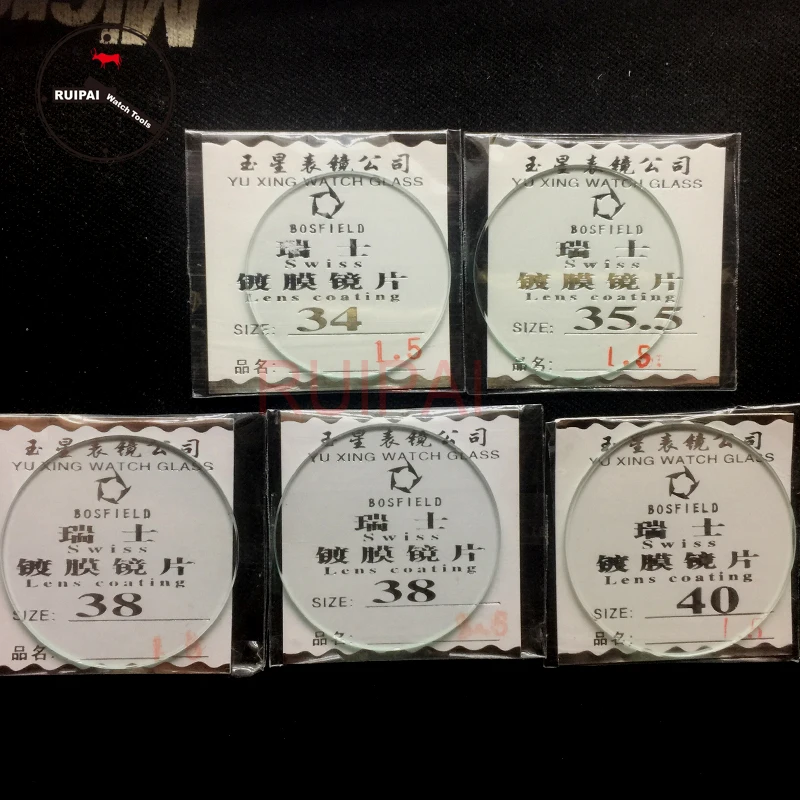 RUIPAI Watch Tools
玉星表镜公司
YU XING WATCH GLASS
BOSFIELD
瑞士
Swiss
镀膜镜片
Lens coating
SIZE: 34
品名: 1.5
玉星表镜公司
YU XING WATCH GLASS
BOSFIELD
瑞士
Swiss
镀膜镜片
Lens coating
SIZE: 35.5
品名: 1.5
RUIPAI
玉星表镜公司
YU XING WATCH GLASS
BOSFIELD
瑞士
Swiss
镀膜镜片
Lens coating
SIZE: 38
品名: 1.5
玉星表镜公司
YU XING WATCH GLASS
BOSFIELD
瑞士
Swiss
镀膜镜片
Lens coating
SIZE: 38
品名:
玉星表镜公司
YU XING WATCH GLASS
BOSFIELD
瑞士
Swiss
镀膜镜片
Lens coating
SIZE: 40
品名: 1.5